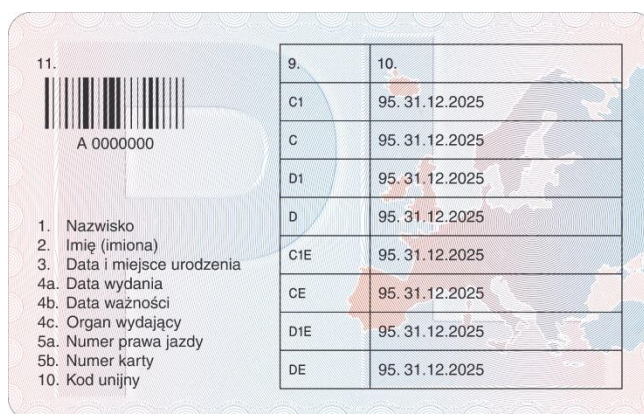 11.
A 0000000
1. Nazwisko
2. Imię (imiona)
3. Data i miejsce urodzenia
4a. Data wydania
4b. Data ważności
4c. Organ wydający
5a. Numer prawa jazdy
5b. Numer karty
10. Kod unijny
9. 10.
C1 95. 31.12.2025
C 95. 31.12.2025
D1 95. 31.12.2025
D 95. 31.12.2025
C1E 95. 31.12.2025
CE 95. 31.12.2025
D1E 95. 31.12.2025
DE 95. 31.12.2025